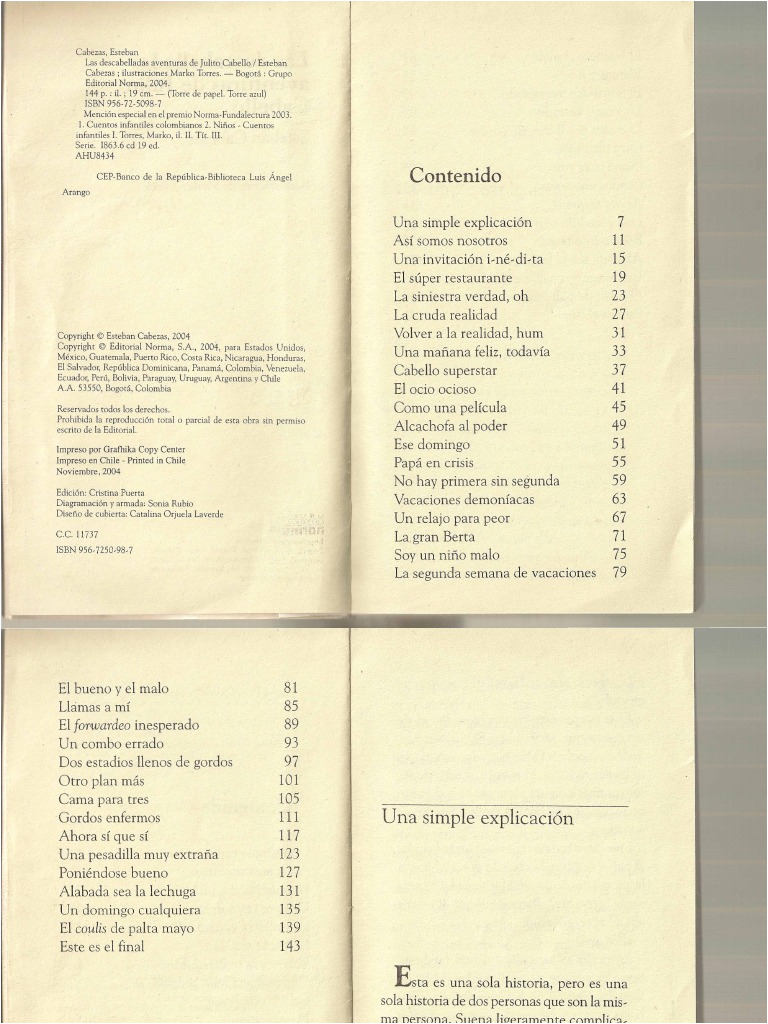 Cabezas, Esteban
Las descabelladas aventuras de Julito Cabello / Esteban
Cabezas ; ilustraciones Marko Torres. — Bogotá : Grupo
Editorial Norma, 2004.
144 p. : il. ; 19 cm. — (Torre de papel. Torre azul)
ISBN 956-72-5098-7
Mención especial en el premio Norma-Fundalectura 2003.
1. Cuentos infantiles colombianos 2. Niños - Cuentos
infantiles I. Torres, Marko, il. II. Tít. III.
Serie. I863.6 cd 19 ed.
AHU8434
CEP-Banco de la República-Biblioteca Luis Ángel
Arango
Copyright © Esteban Cabezas, 2004
Copyright © Editorial Norma, S.A., 2004, para Estados Unidos,
México, Guatemala, Puerto Rico, Costa Rica, Nicaragua, Honduras,
El Salvador, República Dominicana, Panamá, Colombia, Venezuela,
Ecuador, Perú, Bolivia, Paraguay, Uruguay, Argentina y Chile
A.A. 53550, Bogotá, Colombia
Reservados todos los derechos.
Prohibida la reproducción total o parcial de esta obra sin permiso
escrito de la Editorial.
Impreso por Grafhika Copy Center
Impreso en Chile - Printed in Chile
Noviembre, 2004
Edición: Cristina Puerta
Diagramación y armada: Sonia Rubio
Diseño de cubierta: Catalina Orjuela Laverde
C.C. 11737
ISBN 956-7250-98-7
Contenido
Una simple explicación 7
Así somos nosotros 11
Una invitación i-né-di-ta 15
El súper restaurante 19
La siniestra verdad, oh 23
La cruda realidad 27
Volver a la realidad, hum 31
Una mañana feliz, todavía 33
Cabello superstar 37
El ocio ocioso 41
Como una película 45
Alcachofa al poder 49
Ese domingo 51
Papá en crisis 55
No hay primera sin segunda 59
Vacaciones demoníacas 63
Un relajo para peor 67
La gran Berta 71
Soy un niño malo 75
La segunda semana de vacaciones 79
El bueno y el malo 81
Llamas a mí 85
El forwardeo inesperado 89
Un combo errado 93
Dos estadios llenos de gordos 97
Otro plan más 101
Cama para tres 105
Gordos enfermos 111
Ahora sí que sí 117
Una pesadilla muy extraña 123
Poniéndose bueno 127
Alabada sea la lechuga 131
Un domingo cualquiera 135
El coulis de palta mayo 139
Este es el final 143
Una simple explicación
Esta es una sola historia, pero es una
sola historia de dos personas que son la mis-
ma persona. Suena ligeramente complica-